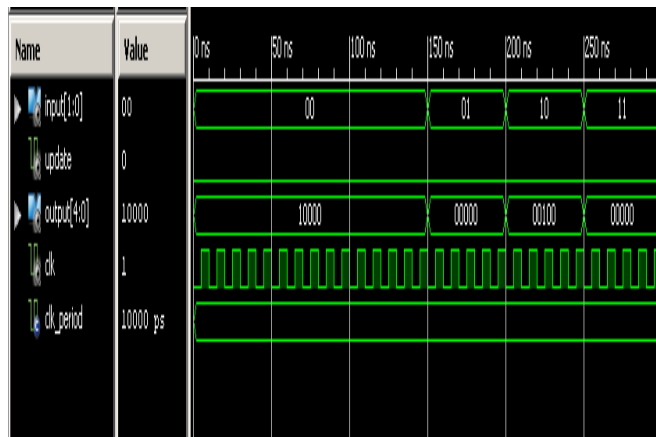 Name Value 0 ns 50 ns 100 ns 150 ns 200 ns 250 ns
input[1:0] 00 00 01 10 11
update 0
output[4:0] 10000 10000 00000 00100 00000
clk 1
clk_period 10000 ps